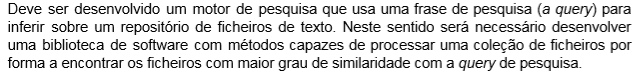 Deve ser desenvolvido um motor de pesquisa que usa uma frase de pesquisa (a query) para
inferir sobre um repositório de ficheiros de texto. Neste sentido será necessário desenvolver
uma biblioteca de software com métodos capazes de processar uma coleção de ficheiros por
forma a encontrar os ficheiros com maior grau de similaridade com a query de pesquisa.